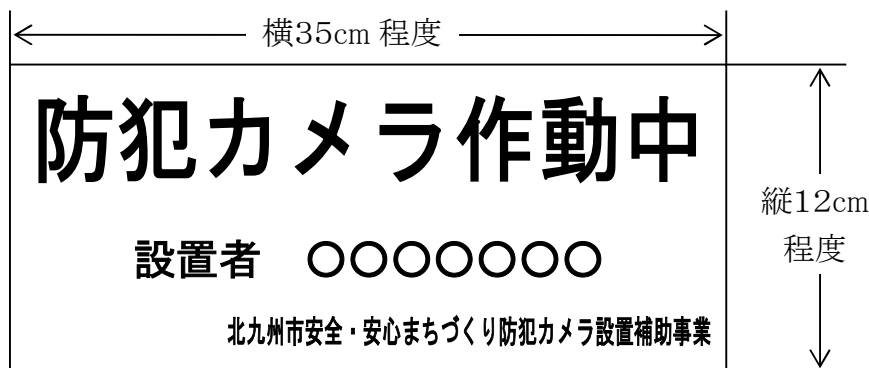 横35cm 程度
防犯カメラ作動中
縦12cm
程度
設置者 ○○○○○○○
北九州市安全・安心まちづくり防犯カメラ設置補助事業